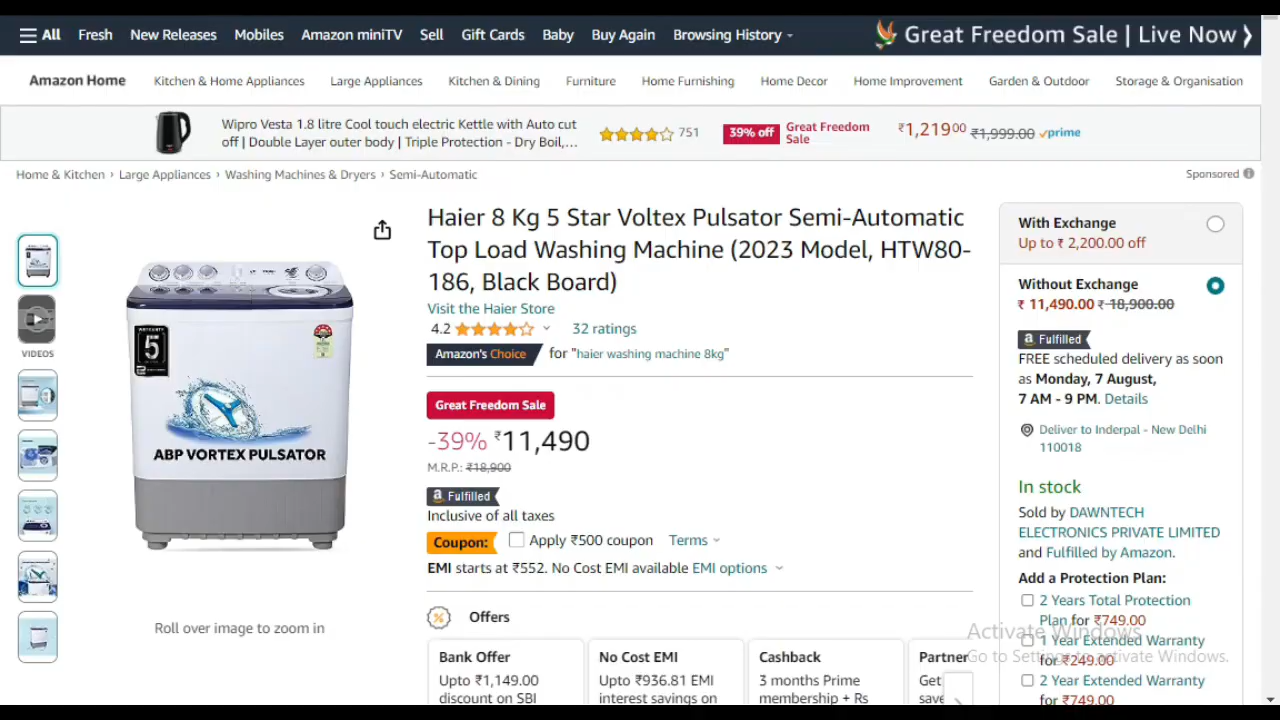 All Fresh New Releases Mobiles Amazon miniTV Sell Gift Cards Baby Buy Again Browsing History Great Freedom Sale | Live Now
Amazon Home Kitchen & Home Appliances Large Appliances Kitchen & Dining Furniture Home Furnishing Home Decor Home Improvement Garden & Outdoor Storage & Organisation
Wipro Vesta 1.8 litre Cool touch electric Kettle with Auto cut
off | Double Layer outer body | Triple Protection - Dry Boil,...
751
39% off
Great Freedom
Sale
₹1,21900 ₹1,999.00 prime
Home & Kitchen › Large Appliances › Washing Machines & Dryers › Semi-Automatic
Sponsored
VIDEOS
WARRANTY
5
ABP VORTEX PULSATOR
Roll over image to zoom in
Haier 8 Kg 5 Star Voltex Pulsator Semi-Automatic
Top Load Washing Machine (2023 Model, HTW80-
186, Black Board)
Visit the Haier Store
4.2 32 ratings
Amazon's Choice for "haier washing machine 8kg"
Great Freedom Sale
-39% ₹11,490
M.R.P.: ₹18,900
a Fulfilled
Inclusive of all taxes
Coupon: Apply ₹500 coupon Terms
EMI starts at ₹552. No Cost EMI available EMI options
Offers
Bank Offer
Upto ₹1,149.00
discount on SBI
No Cost EMI
Upto ₹936.81 EMI
interest savings on
Cashback
3 months Prime
membership + Rs
Partner
Get
save
With Exchange
Up to ₹ 2,200.00 off
Without Exchange
₹ 11,490.00 ₹ 18,900.00
a Fulfilled
FREE scheduled delivery as soon
as Monday, 7 August,
7 AM - 9 PM. Details
Deliver to Inderpal - New Delhi
110018
In stock
Sold by DAWNTECH
ELECTRONICS PRIVATE LIMITED
and Fulfilled by Amazon.
Add a Protection Plan:
2 Years Total Protection
Plan for ₹749.00
1 Year Extended Warranty
for ₹249.00
2 Year Extended Warranty
for ₹749.00
Activate Windows
Go to Settings to activate Windows.